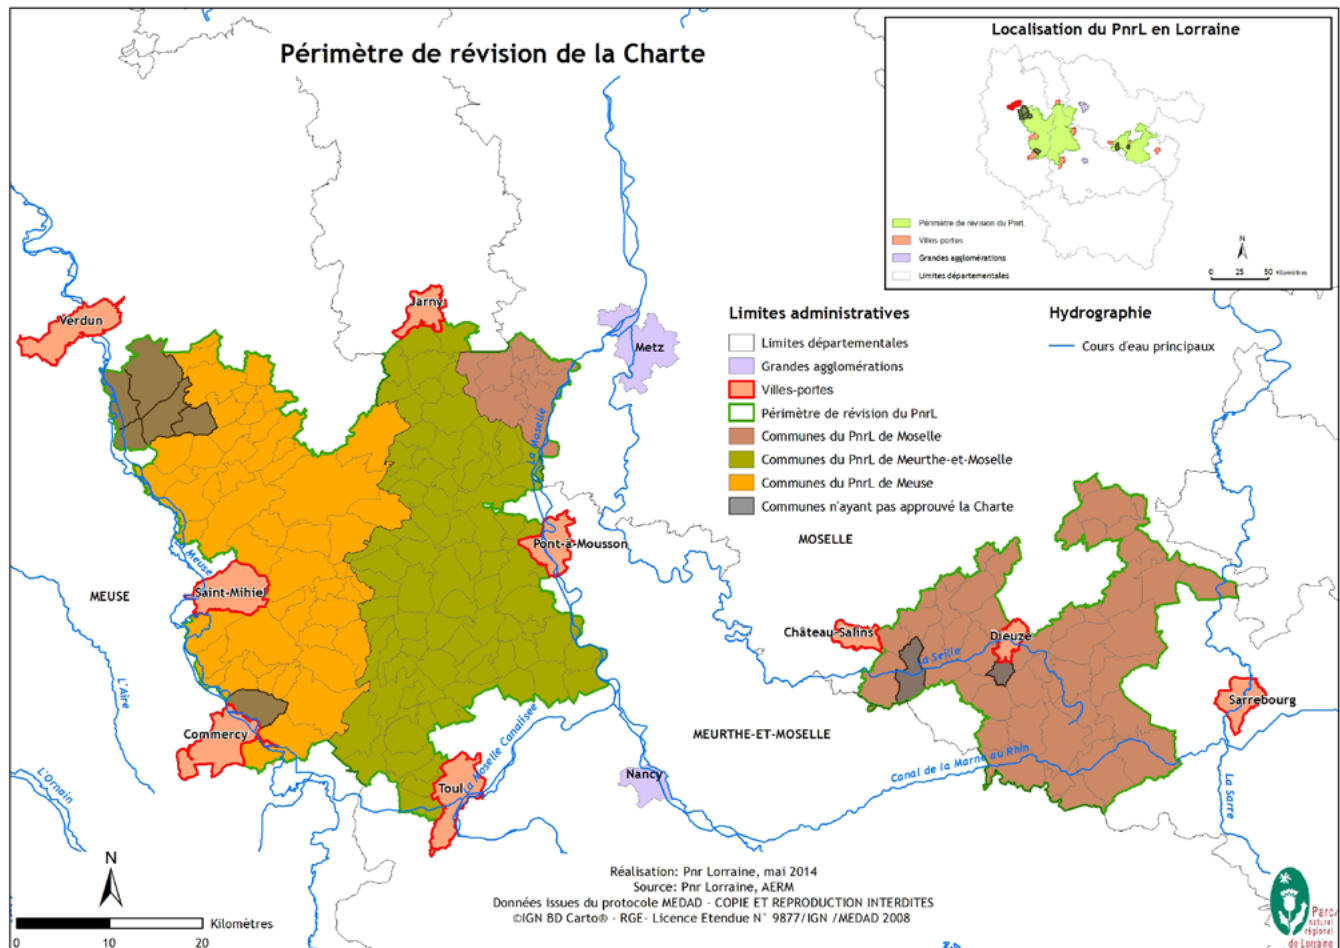 Périmètre de révision de la Charte
Localisation du PnrL en Lorraine
Périmètre de révision du PnrL
Villes-portes
Grandes agglomérations
Limites départementales
N
0 25 50 Kilomètres
Limites administratives
Limites départementales
Grandes agglomérations
Villes-portes
Périmètre de révision du PnrL
Communes du PnrL de Moselle
Communes du PnrL de Meurthe-et-Moselle
Communes du PnrL de Meuse
Communes n'ayant pas approuvé la Charte
Hydrographie
Cours d'eau principaux
Verdun
Jarny
Metz
La Moselle
Pont-à-Mousson
MOSELLE
La Meuse
Saint-Mihiel
MEUSE
Château-Salins
Dieuze
La Seille
L'Aire
Sarrebourg
Commercy
MEURTHE-ET-MOSELLE
La Moselle Canalisée
Nancy
Canal de la Marne au Rhin
Toul
L'Ornain
La Sarre
N
0 10 20 Kilomètres
Réalisation: Pnr Lorraine, mai 2014
Source: Pnr Lorraine, AERM
Données issues du protocole MEDAD - COPIE ET REPRODUCTION INTERDITES
©IGN BD Carto® - RGE- Licence Etendue N° 9877/IGN /MEDAD 2008
Parc
naturel
régional
de Lorraine